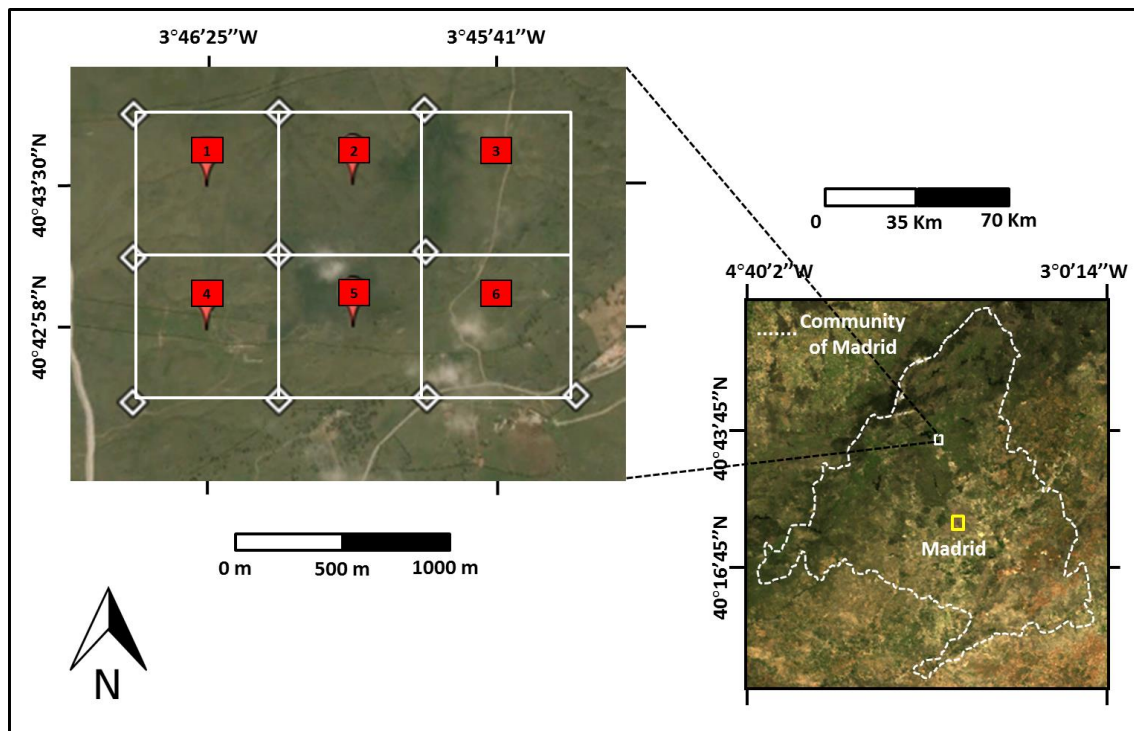 3°46’25’’W 3°45’41’’W
40°43’30’’N
40°42’58’’N
1 2 3
4 5 6
0 35 Km 70 Km
4°40’2’’W 3°0’14’’W
Community
of Madrid
40°43’45’’N
40°16’45’’N
Madrid
0 m 500 m 1000 m
N